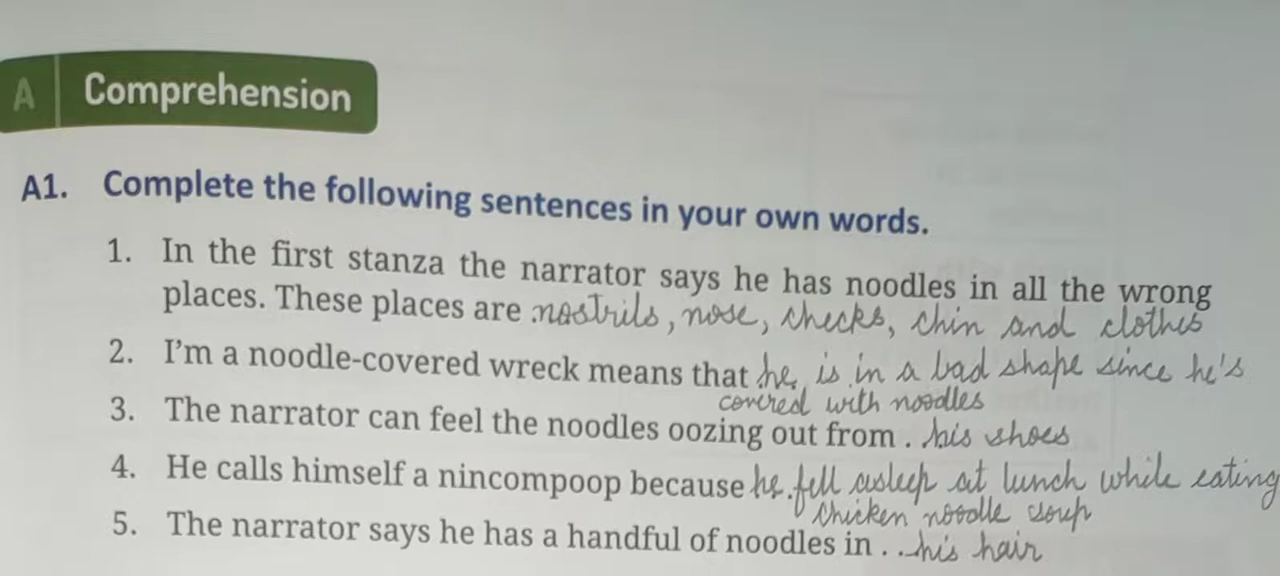 A Comprehension
A1. Complete the following sentences in your own words.
1. In the first stanza the narrator says he has noodles in all the wrong
places. These places are nostrils, nose, checks, chin and clothes
2. I'm a noodle-covered wreck means that he is in a bad shape since he's
covered with noodles
3. The narrator can feel the noodles oozing out from . his shoes
4. He calls himself a nincompoop because he fell asleep at lunch while eating
chicken noodle soup
5. The narrator says he has a handful of noodles in . . his hair